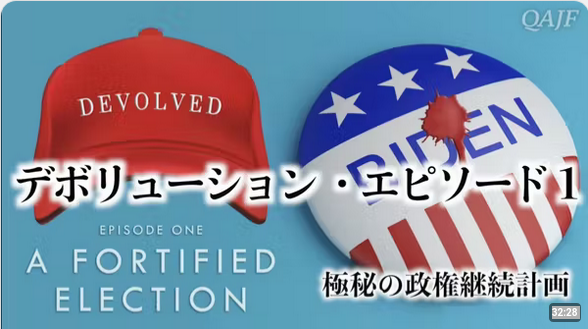 QAJF
DEVOLVED
BIDEN
デボリューション・エピソード1
EPISODE ONE
A FORTIFIED
ELECTION
極秘の政権継続計画
32:28